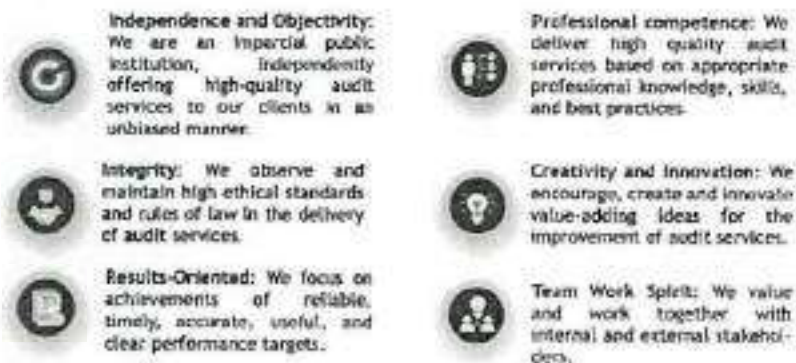 Independence and Objectivity:
We are an impartial public
institution, independently
offering high-quality audit
services to our clients in an
unbiased manner.
Integrity: We observe and
maintain high ethical standards
and rules of law in the delivery
of audit services.
Results-Oriented: We focus on
achievements of reliable,
timely, accurate, useful, and
clear performance targets.
Professional competence: We
deliver high quality audit
services based on appropriate
professional knowledge, skills,
and best practices.
Creativity and Innovation: We
encourage, create and innovate
value-adding ideas for the
improvement of audit services.
Team Work Spirit: We value
and work together with
internal and external stakehol-
ders.